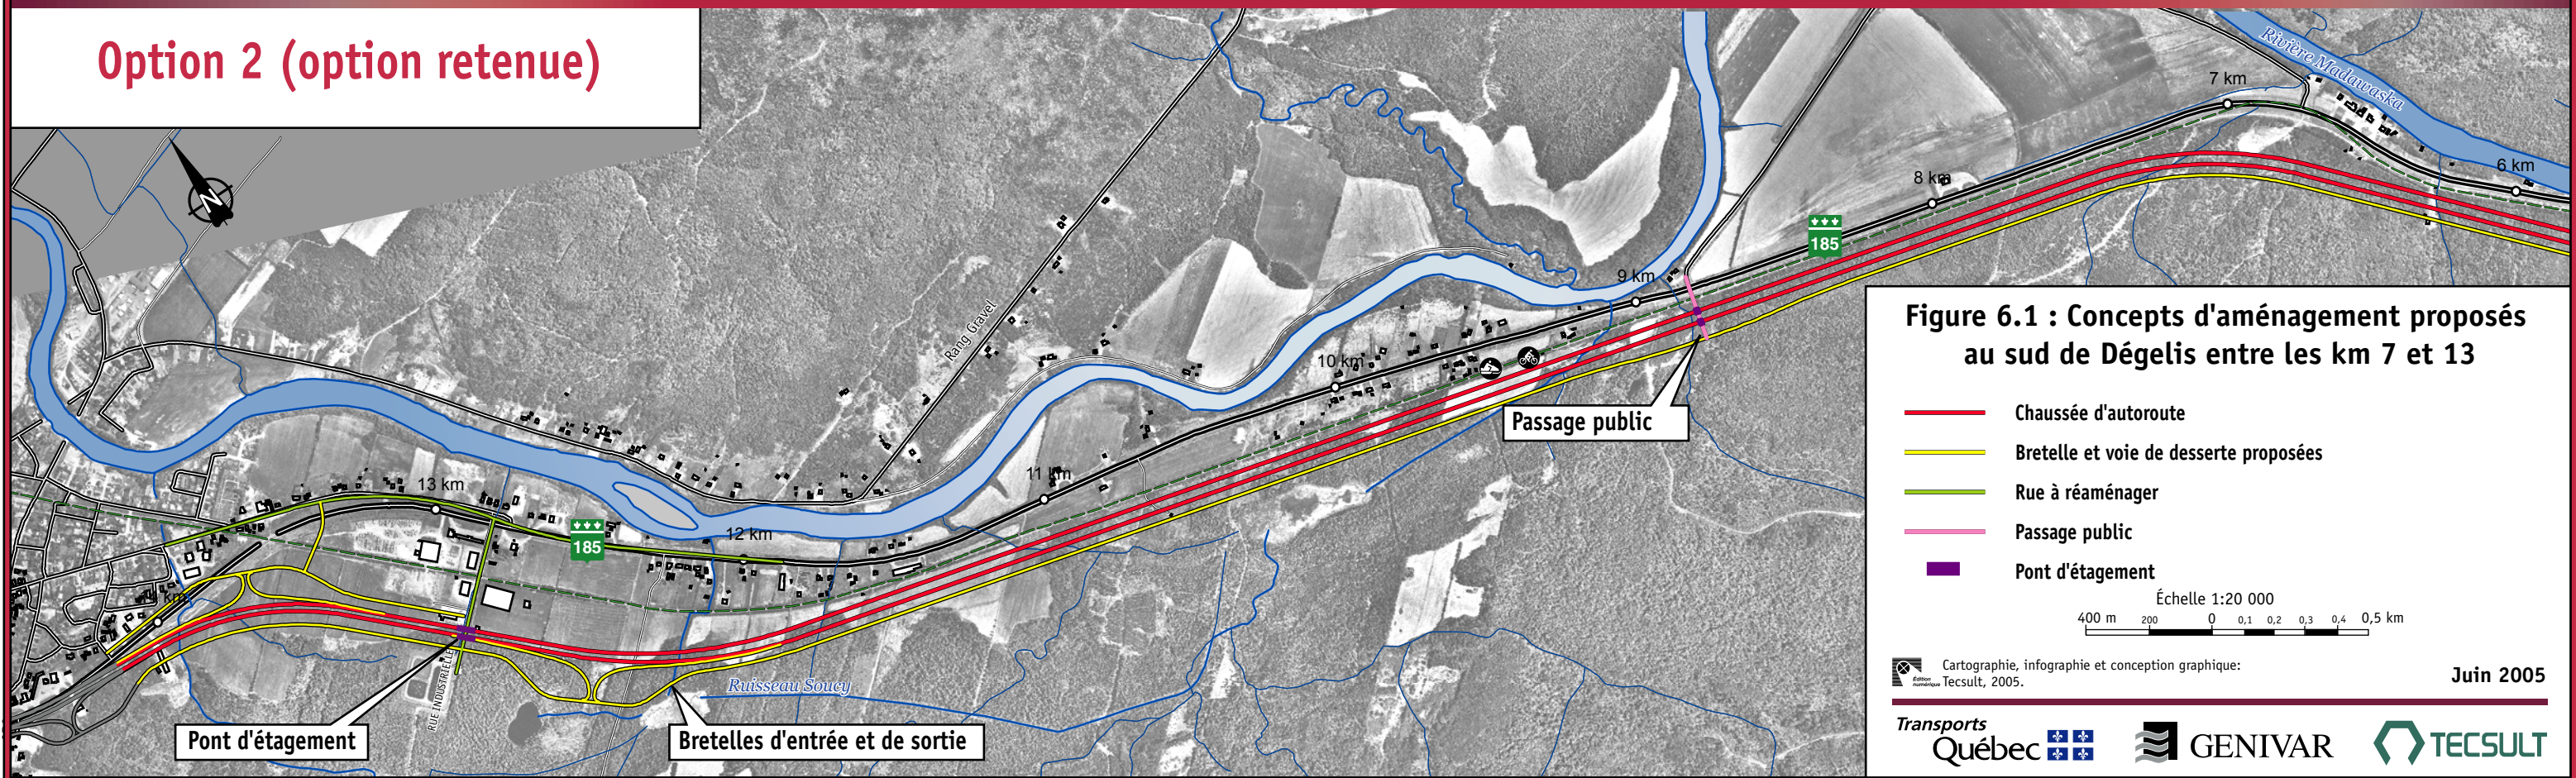 Option 2 (option retenue)
N
Rivière Madawaska
7 km
6 km
8 km
185
9 km
Rang Gravel
10 km
Passage public
11 km
13 km
185
12 km
km
RUE INDUSTRIELLE
Ruisseau Soucy
Pont d'étagement
Bretelles d'entrée et de sortie
Figure 6.1 : Concepts d'aménagement proposés
au sud de Dégelis entre les km 7 et 13
Chaussée d'autoroute
Bretelle et voie de desserte proposées
Rue à réaménager
Passage public
Pont d'étagement
Échelle 1:20 000
400 m 200 0 0,1 0,2 0,3 0,4 0,5 km
Édition
numérique
Cartographie, infographie et conception graphique:
Tecsult, 2005.
Juin 2005
Transports
Québec
GENIVAR
TECSULT